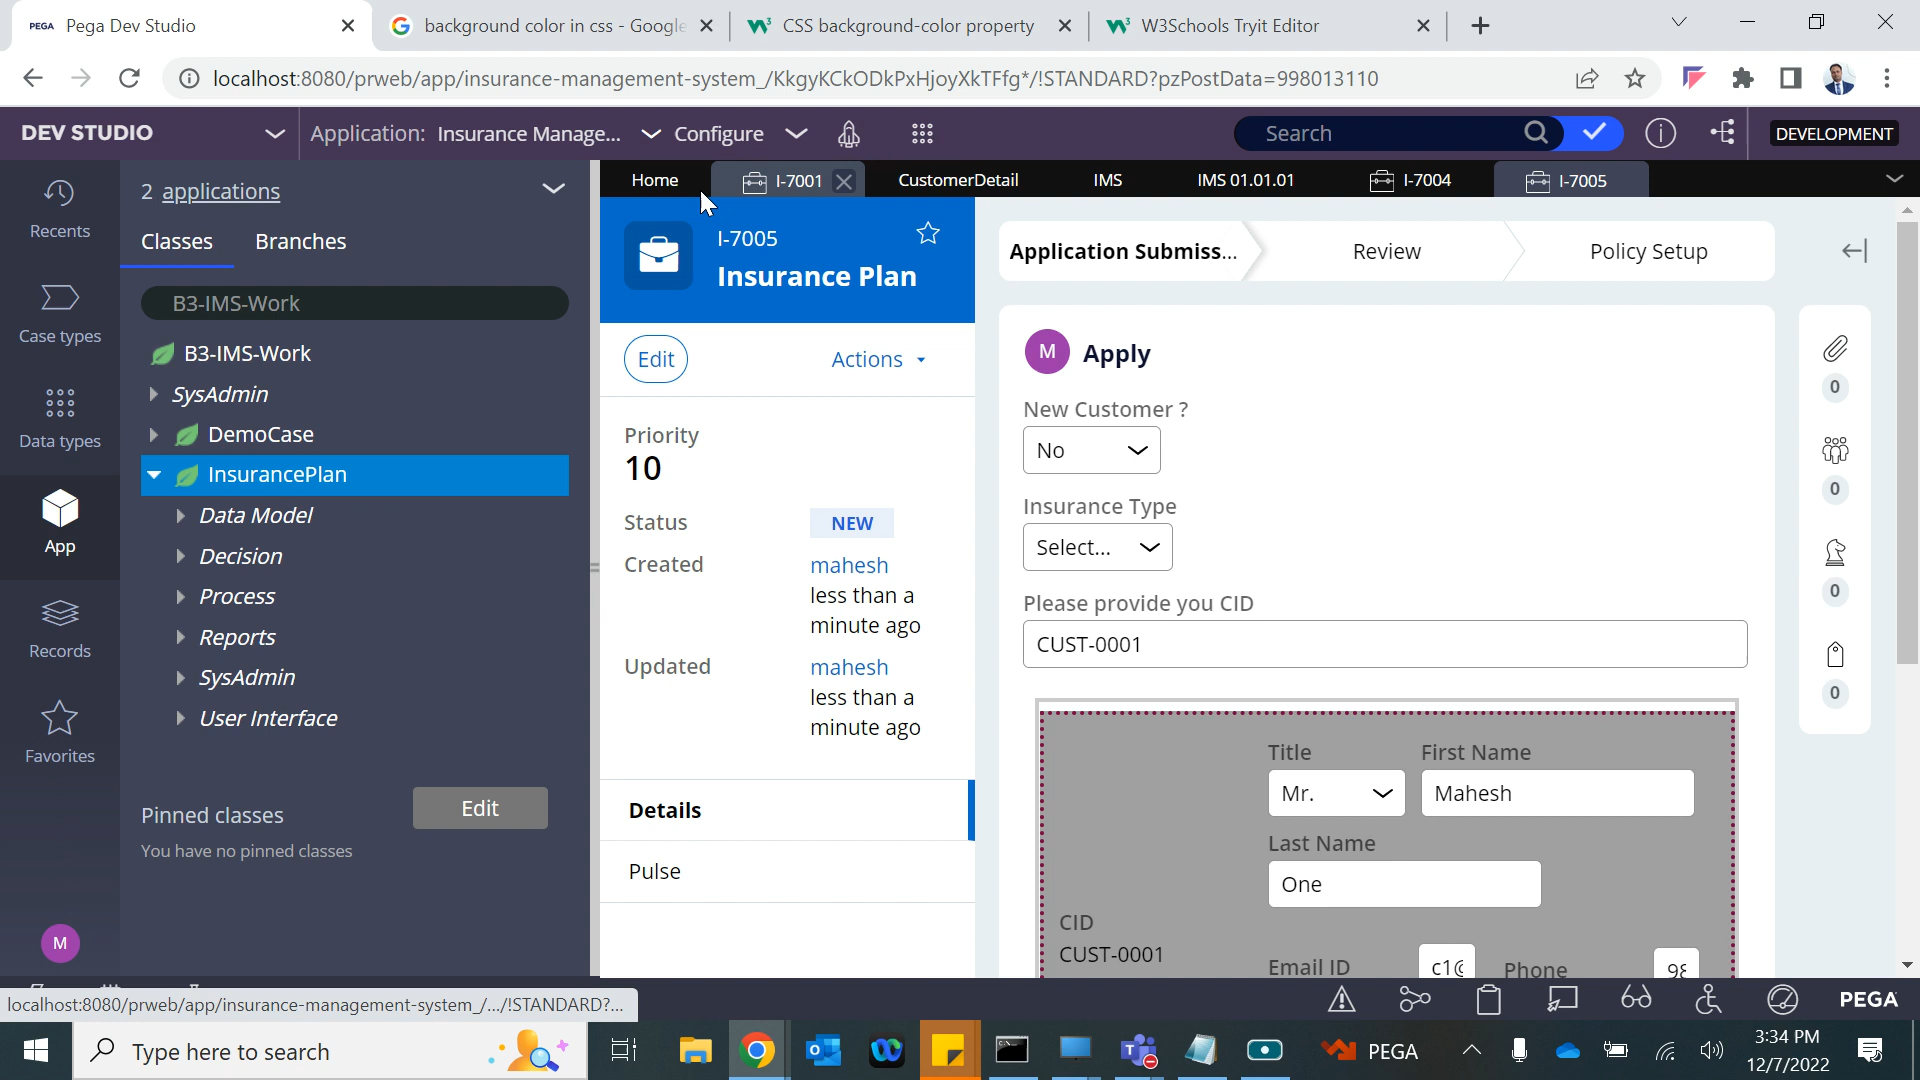 PEGA Pega Dev Studio
background color in css - Google
CSS background-color property
W3Schools Tryit Editor
localhost:8080/prweb/app/insurance-management-system_/KkgyKCkODkPxHjoyXkTFfg*/!STANDARD?pzPostData=998013110
DEV STUDIO
Application: Insurance Manage...
Configure
Search
DEVELOPMENT
Recents
Case types
Data types
App
Records
Favorites
M
2 applications
Classes
Branches
B3-IMS-Work
B3-IMS-Work
SysAdmin
DemoCase
InsurancePlan
Data Model
Decision
Process
Reports
SysAdmin
User Interface
Pinned classes
Edit
You have no pinned classes
Home
I-7001
CustomerDetail
IMS
IMS 01.01.01
I-7004
I-7005
I-7005
Insurance Plan
Edit
Actions
Priority
10
Status
NEW
Created
mahesh
less than a
minute ago
Updated
mahesh
less than a
minute ago
Details
Pulse
Application Submiss...
Review
Policy Setup
M
Apply
New Customer ?
No
Insurance Type
Select...
Please provide you CID
CUST-0001
Title
First Name
Mr.
Mahesh
Last Name
One
CID
CUST-0001
Email ID
c1@
Phone
98
0
0
0
0
localhost:8080/prweb/app/insurance-management-system_/.../!STANDARD?...
PEGA
Type here to search
PEGA
3:34 PM
12/7/2022